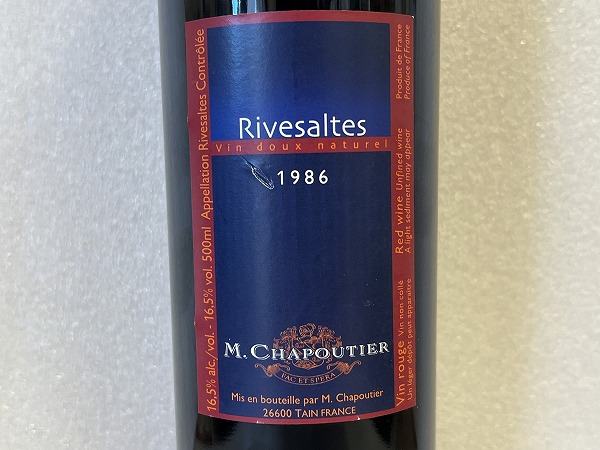 Rivesaltes
Vin doux naturel
1986
M. CHAPOUTIER
FAC ET SPERA
Mis en bouteille par M. Chapoutier
26600 TAIN FRANCE
16,5% alc./vol. - 16,5% vol. 500ml Appellation Rivesaltes Contrôlée
Vin rouge Vin non collé Red wine Unfined wine Produit de France
Un léger dépôt peut apparaître A light sediment may appear Produce of France